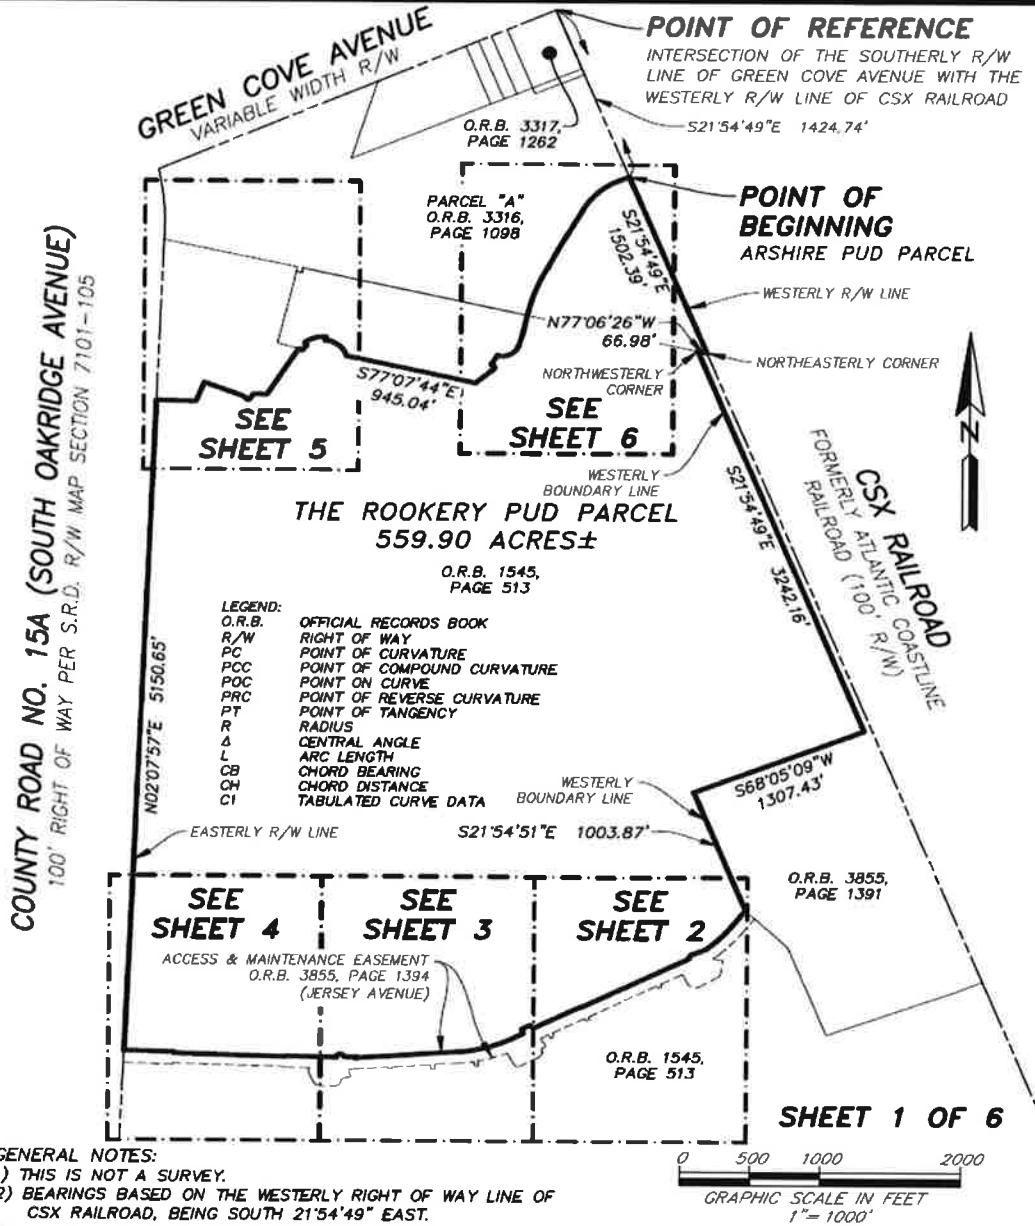 GREEN COVE AVENUE
VARIABLE WIDTH R/W
POINT OF REFERENCE
INTERSECTION OF THE SOUTHERLY R/W
LINE OF GREEN COVE AVENUE WITH THE
WESTERLY R/W LINE OF CSX RAILROAD
S21°54'49"E 1424.74'
O.R.B. 3317,
PAGE 1262
PARCEL "A"
O.R.B. 3316,
PAGE 1098
POINT OF
BEGINNING
ARSHIRE PUD PARCEL
S21°54'49"E
1502.39'
WESTERLY R/W LINE
N77°06'26"W
66.98'
NORTHEASTERLY CORNER
NORTHWESTERLY
CORNER
S77°07'44"E
945.04'
SEE
SHEET 5
SEE
SHEET 6
N
WESTERLY
BOUNDARY LINE
S21°54'49"E 3242.16'
CSX RAILROAD
FORMERLY ATLANTIC COASTLINE
RAILROAD (100' R/W)
COUNTY ROAD NO. 15A (SOUTH OAKRIDGE AVENUE)
100' RIGHT OF WAY PER S.R.D. R/W MAP SECTION 7101-105
THE ROOKERY PUD PARCEL
559.90 ACRES±
O.R.B. 1545,
PAGE 513
LEGEND:
O.R.B. OFFICIAL RECORDS BOOK
R/W RIGHT OF WAY
PC POINT OF CURVATURE
PCC POINT OF COMPOUND CURVATURE
POC POINT ON CURVE
PRC POINT OF REVERSE CURVATURE
PT POINT OF TANGENCY
R RADIUS
Δ CENTRAL ANGLE
L ARC LENGTH
CB CHORD BEARING
CH CHORD DISTANCE
C1 TABULATED CURVE DATA
N02°07'57"E 5150.65'
EASTERLY R/W LINE
WESTERLY
BOUNDARY LINE
S68°05'09"W
1307.43'
S21°54'51"E 1003.87'
O.R.B. 3855,
PAGE 1391
SEE
SHEET 4
SEE
SHEET 3
SEE
SHEET 2
ACCESS & MAINTENANCE EASEMENT
O.R.B. 3855, PAGE 1394
(JERSEY AVENUE)
O.R.B. 1545,
PAGE 513
SHEET 1 OF 6
GENERAL NOTES:
) THIS IS NOT A SURVEY.
2) BEARINGS BASED ON THE WESTERLY RIGHT OF WAY LINE OF
CSX RAILROAD, BEING SOUTH 21°54'49" EAST.
0 500 1000 2000
GRAPHIC SCALE IN FEET
1"= 1000'